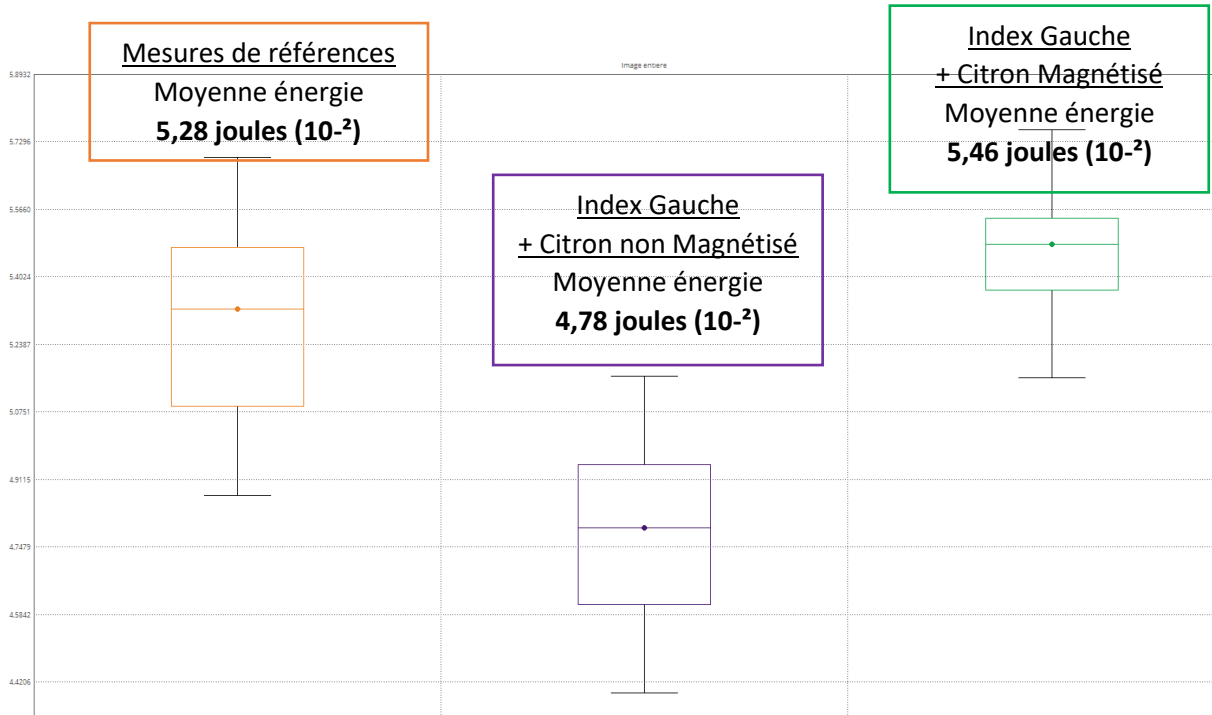 Mesures de références
Moyenne énergie
5,28 joules (10-²)
Index Gauche
+ Citron non Magnétisé
Moyenne énergie
4,78 joules (10-²)
Index Gauche
+ Citron Magnétisé
Moyenne énergie
5,46 joules (10-²)
Image entiere
5.8932
5.7296
5.5660
5.4024
5.2387
5.0751
4.9115
4.7479
4.5842
4.4206